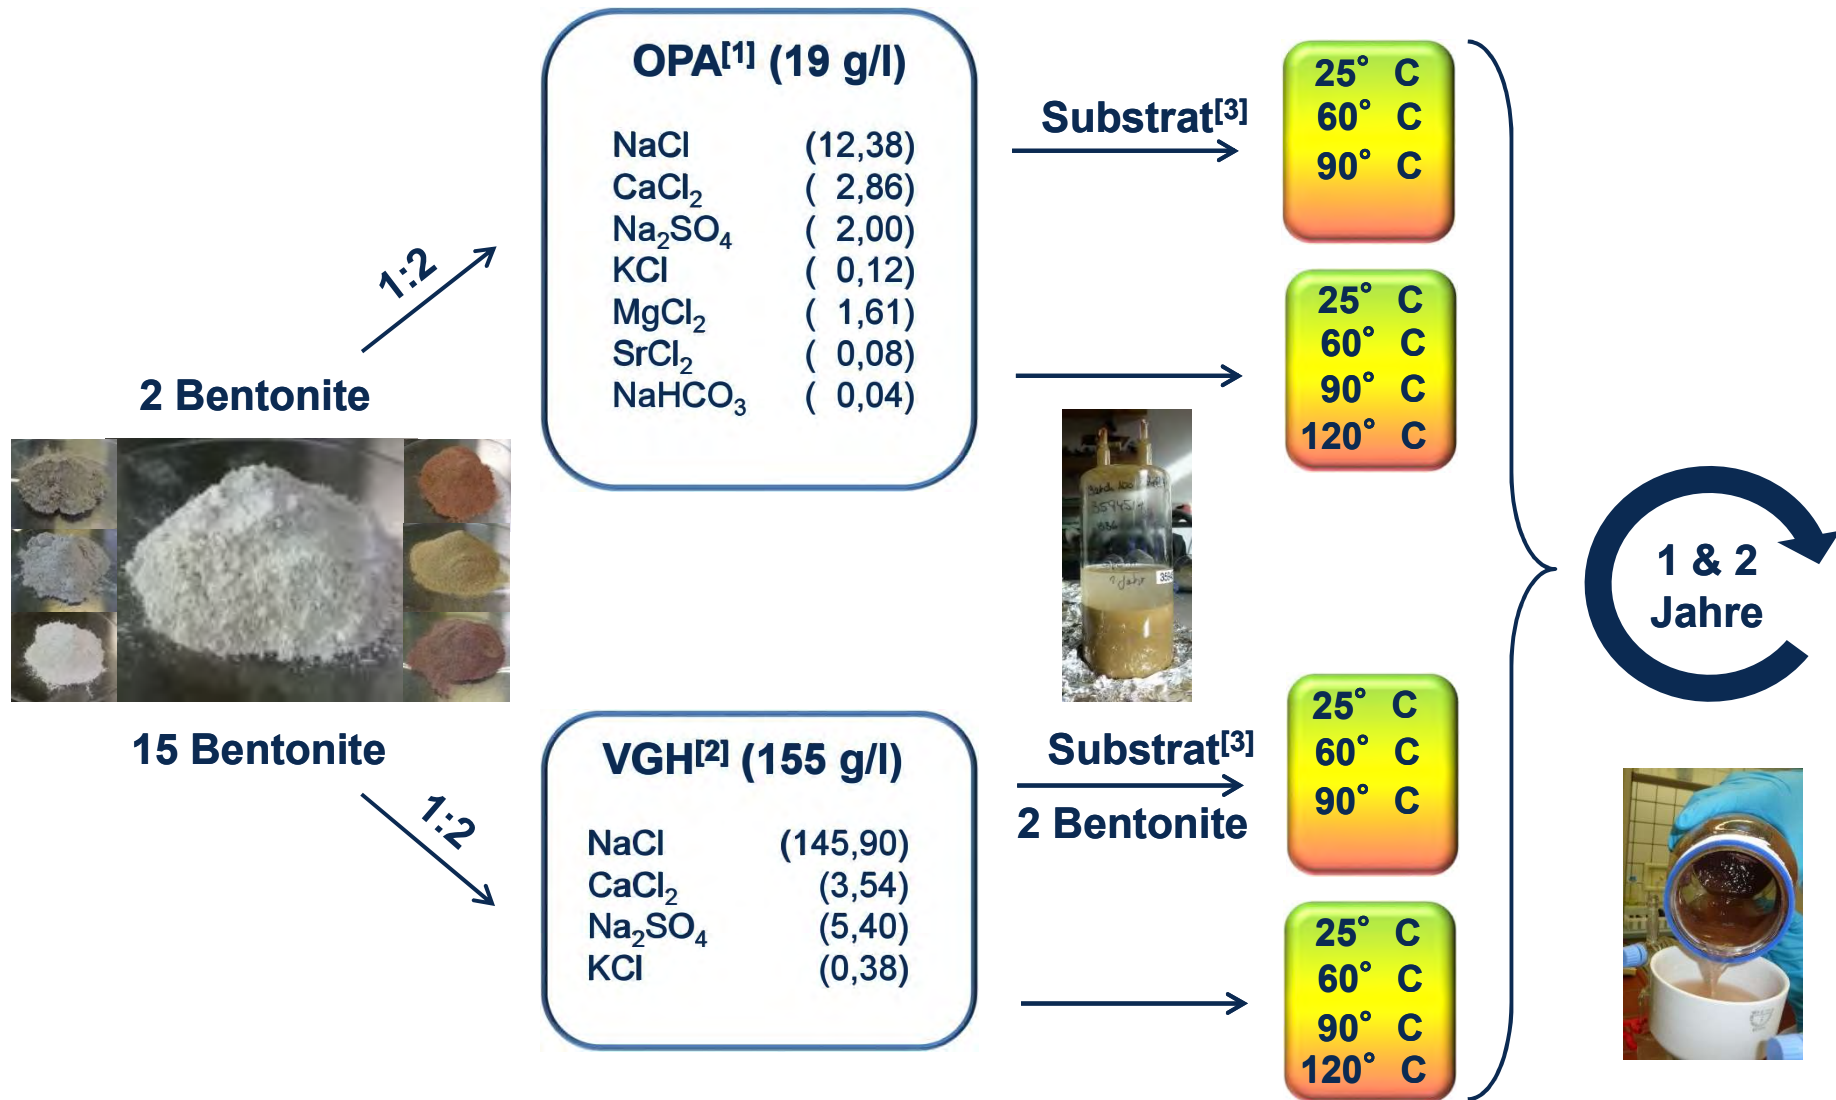 2 Bentonite
15 Bentonite
1:2
1:2
OPA[1] (19 g/l)
NaCl (12,38)
CaCl2 ( 2,86)
Na2SO4 ( 2,00)
KCl ( 0,12)
MgCl2 ( 1,61)
SrCl2 ( 0,08)
NaHCO3 ( 0,04)
VGH[2] (155 g/l)
NaCl (145,90)
CaCl2 (3,54)
Na2SO4 (5,40)
KCl (0,38)
Substrat[3]
25° C
60° C
90° C
25° C
60° C
90° C
120° C
1 Jahr
Substrat[3]
2 Bentonite
25° C
60° C
90° C
25° C
60° C
90° C
120° C
1 & 2
Jahre